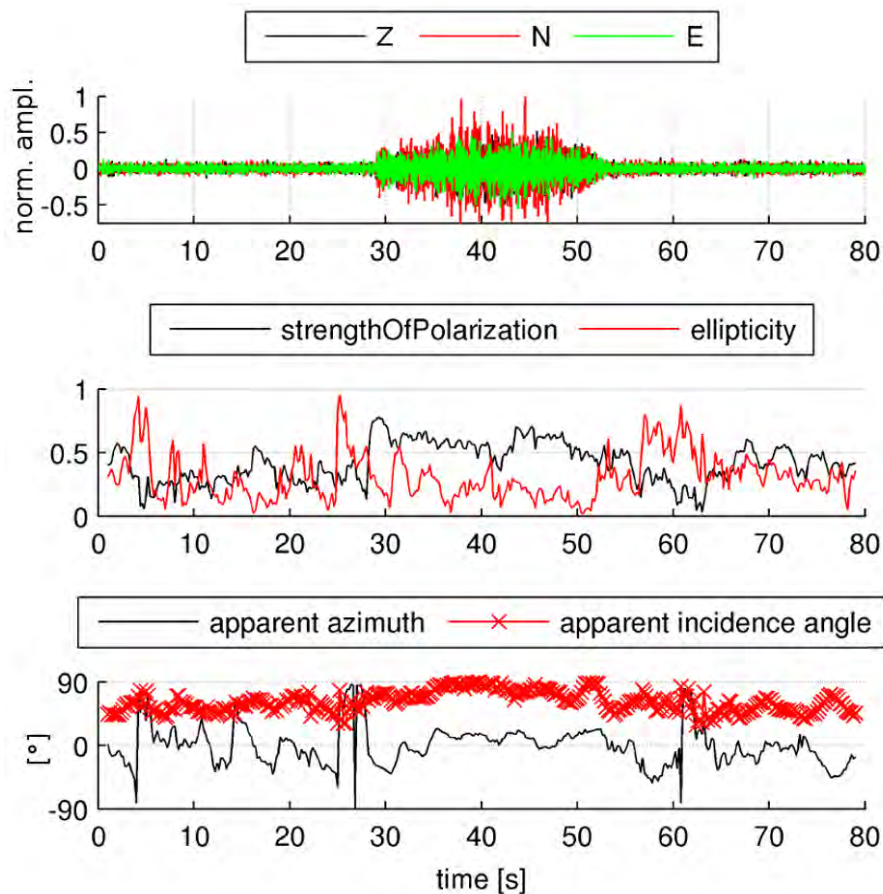 Z N E
norm. ampl.
1
0.5
0
-0.5
0 10 20 30 40 50 60 70 80
strengthOfPolarization ellipticity
1
0.5
0
0 10 20 30 40 50 60 70 80
apparent azimuth apparent incidence angle
[°]
90
0
-90
0 10 20 30 40 50 60 70 80
time [s]